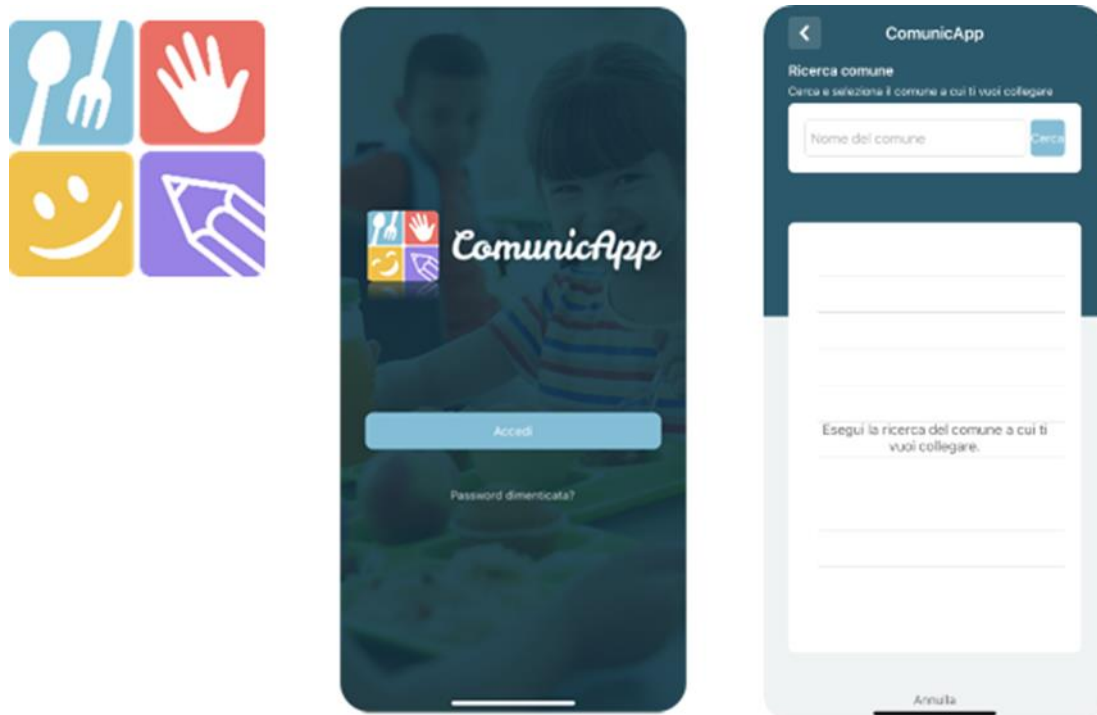 ComunicApp
Accedi
Password dimenticata?
ComunicApp
Ricerca comune
Cerca e seleziona il comune a cui ti vuoi collegare
Nome del comune
Cerca
Esegui la ricerca del comune a cui ti
vuoi collegare.
Annulla